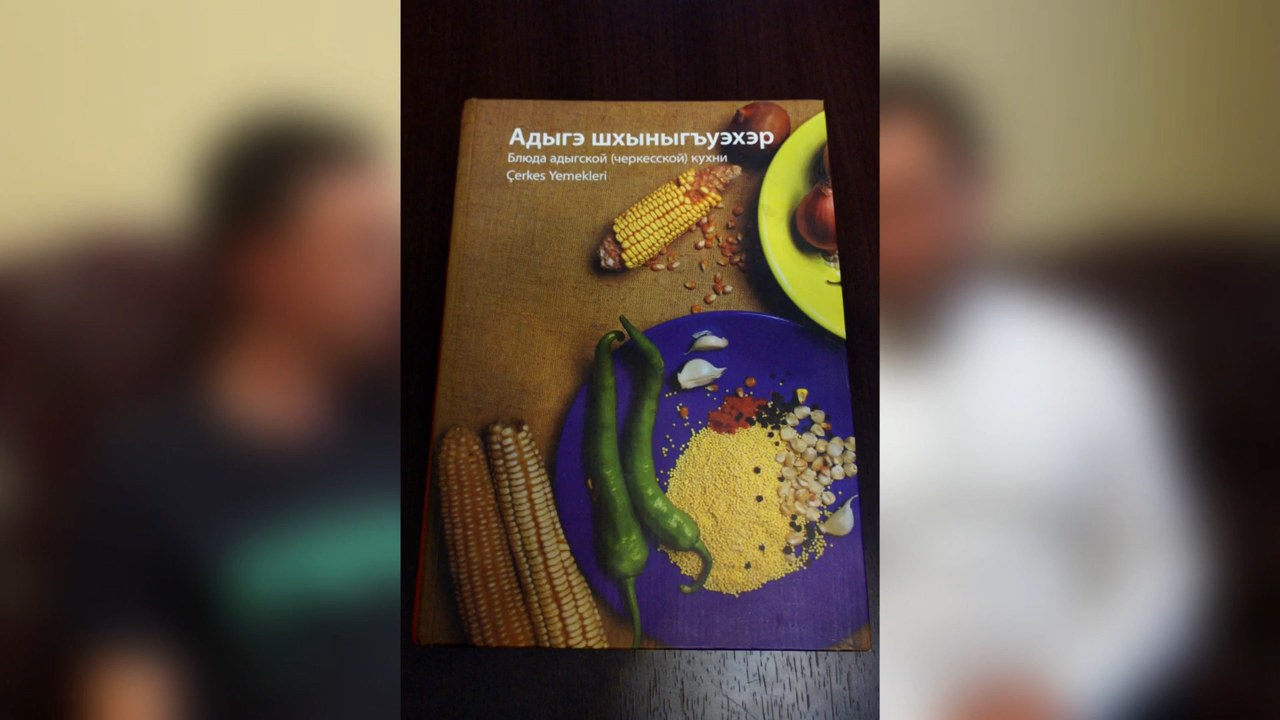 Адыгэ шхыныгъуэхэр
Блюда адыгской (черкесской) кухни
Çerkes Yemekleri